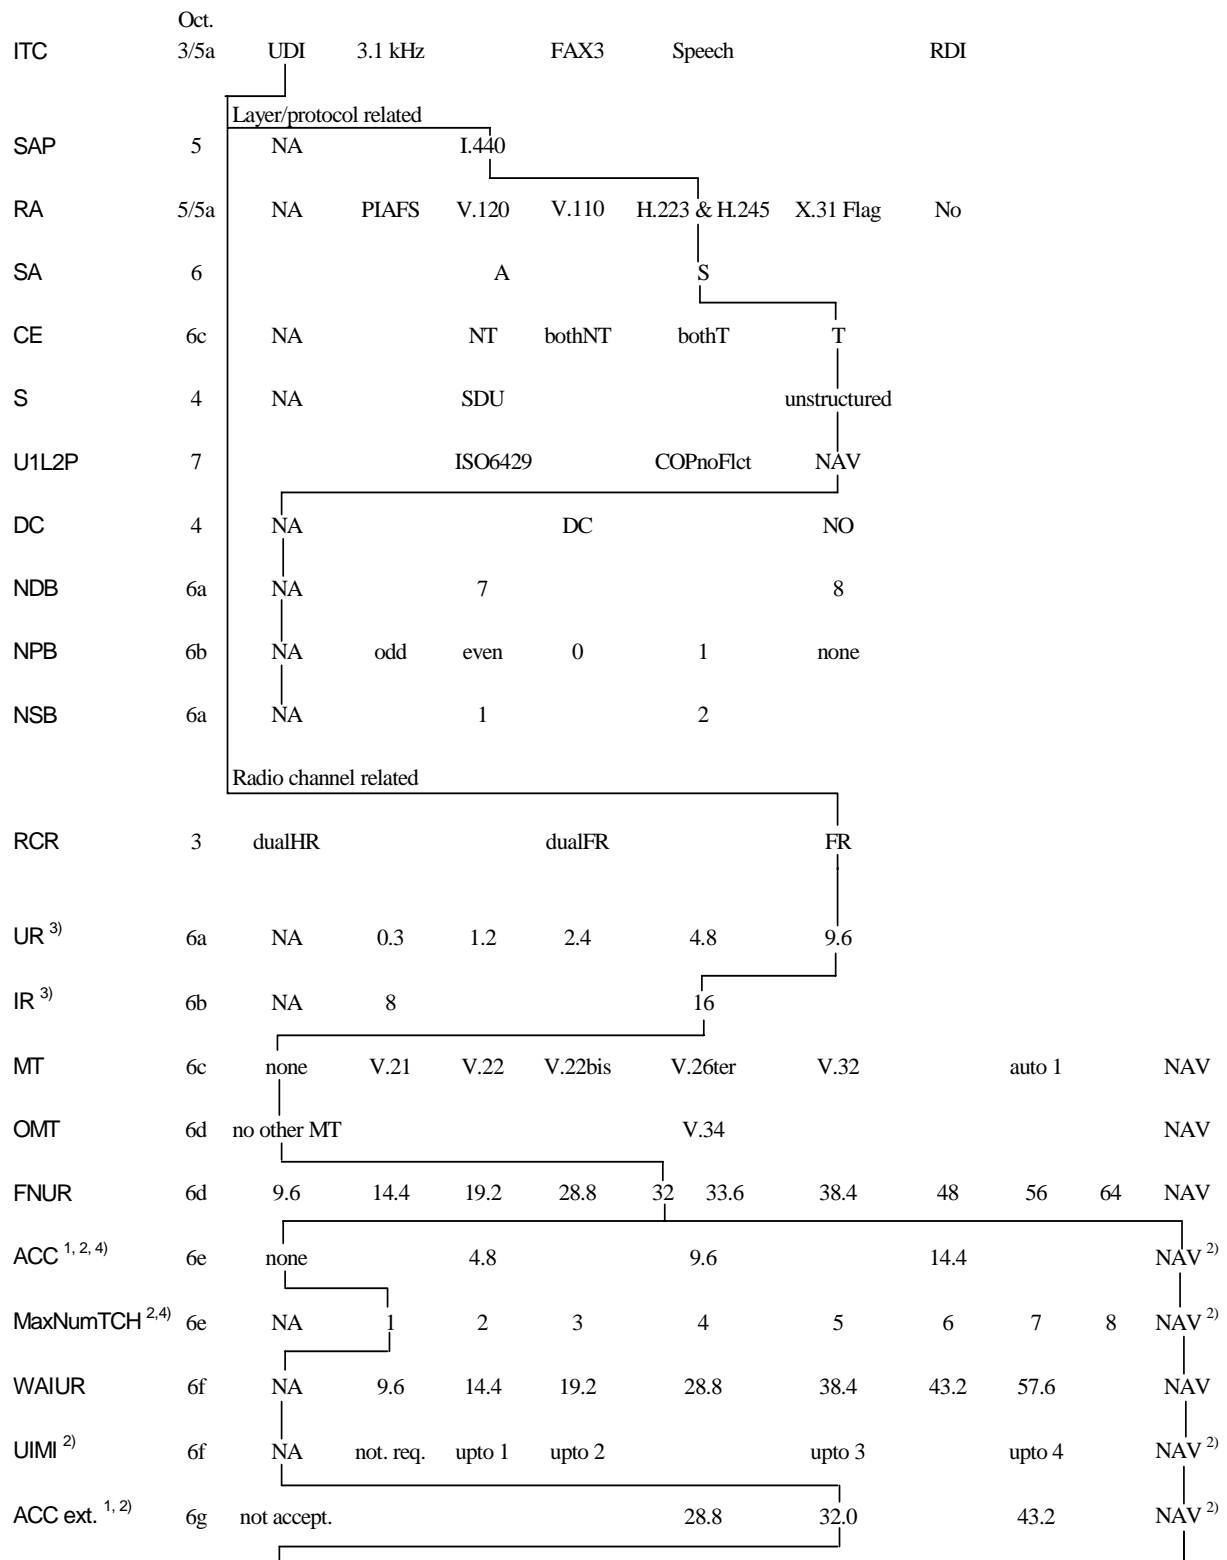 Oct.
ITC 3/5a UDI 3.1 kHz FAX3 Speech RDI
Layer/protocol related
SAP 5 NA I.440
RA 5/5a NA PIAFS V.120 V.110 H.223 & H.245 X.31 Flag No
SA 6 A S
CE 6c NA NT bothNT bothT T
S 4 NA SDU unstructured
U1L2P 7 ISO6429 COPnoFlct NAV
DC 4 NA DC NO
NDB 6a NA 7 8
NPB 6b NA odd even 0 1 none
NSB 6a NA 1 2
Radio channel related
RCR 3 dualHR dualFR FR
UR 3) 6a NA 0.3 1.2 2.4 4.8 9.6
IR 3) 6b NA 8 16
MT 6c none V.21 V.22 V.22bis V.26ter V.32 auto 1 NAV
OMT 6d no other MT V.34 NAV
FNUR 6d 9.6 14.4 19.2 28.8 32 33.6 38.4 48 56 64 NAV
ACC 1, 2, 4) 6e none 4.8 9.6 14.4 NAV 2)
MaxNumTCH 2,4) 6e NA 1 2 3 4 5 6 7 8 NAV 2)
WAIUR 6f NA 9.6 14.4 19.2 28.8 38.4 43.2 57.6 NAV
UIMI 2) 6f NA not. req. upto 1 upto 2 upto 3 upto 4 NAV 2)
ACC ext. 1, 2) 6g not accept. 28.8 32.0 43.2 NAV 2)